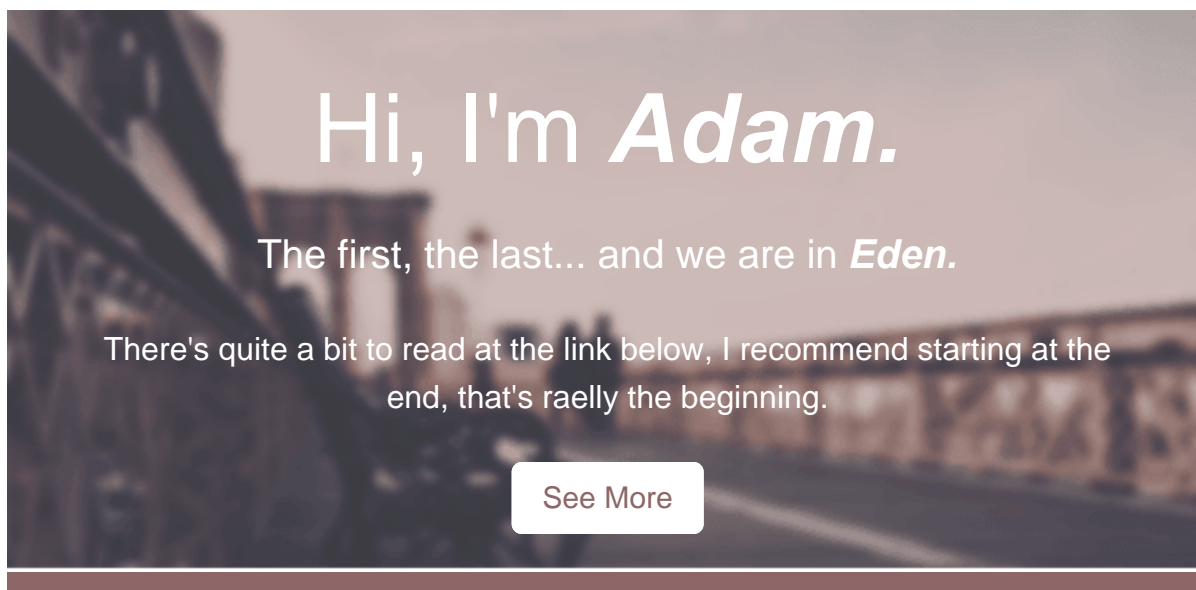 Hi, I'm Adam.
The first, the last... and we are in Eden.
There's quite a bit to read at the link below, I recommend starting at the
end, that's raelly the beginning.
See More